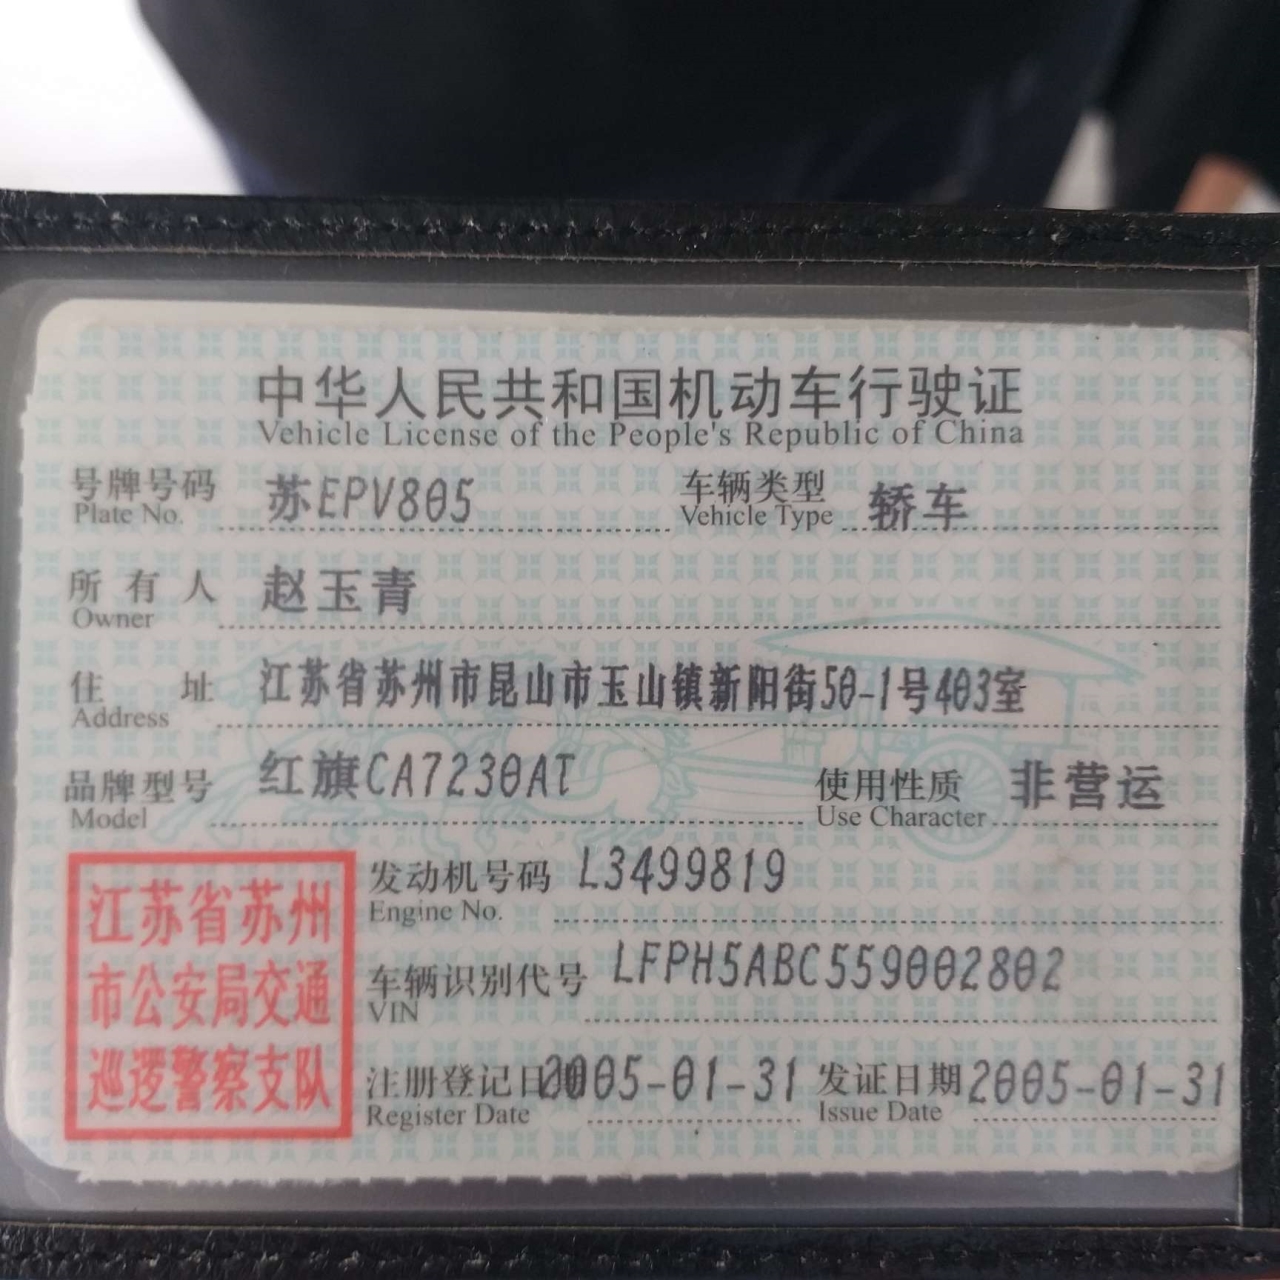 中华人民共和国机动车行驶证
Vehicle License of the People's Republic of China
号牌号码 苏EPV805 车辆类型 轿车
Plate No. Vehicle Type
所有人 赵玉青
Owner
住址 江苏省苏州市昆山市玉山镇新阳街50-1号403室
Address
品牌型号 红旗CA7230AT 使用性质 非营运
Model Use Character
江苏省苏州
市公安局交通
巡逻警察支队
发动机号码 L3499819
Engine No.
车辆识别代号 LFPH5ABC559002802
VIN
注册登记日期 2005-01-31 发证日期 2005-01-31
Register Date Issue Date